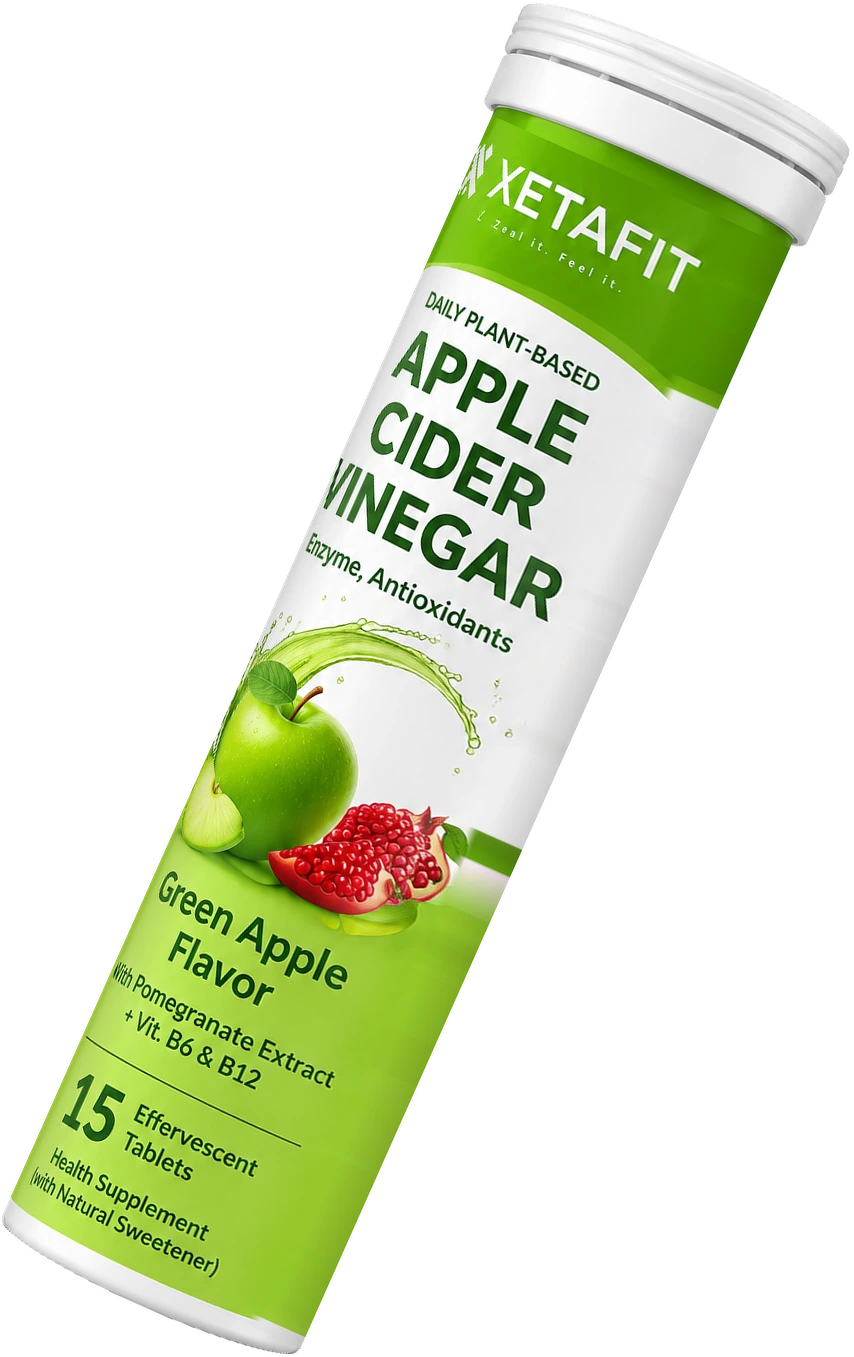 XETAFIT
Zeal it. Feel it.
DAILY PLANT-BASED
APPLE
CIDER
VINEGAR
Enzyme, Antioxidants
Green Apple
Flavor
With Pomegranate Extract
+ Vit. B6 & B12
15 Effervescent
Tablets
Health Supplement
(with Natural Sweetener)